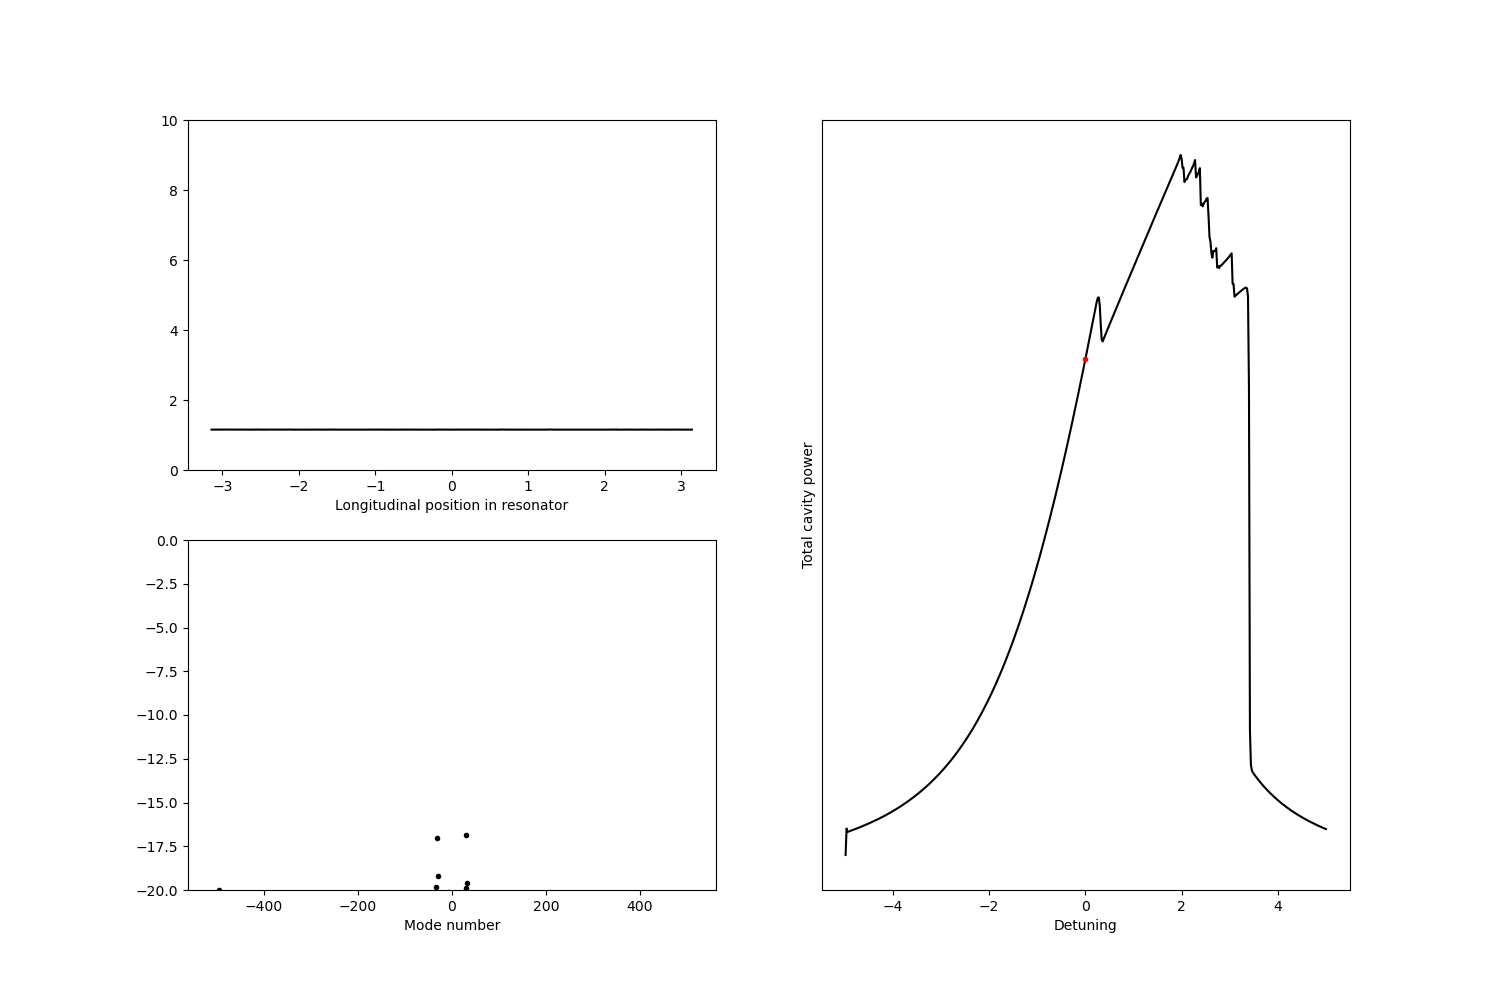 10
8
6
4
2
0
−3 −2 −1 0 1 2 3
Longitudinal position in resonator
0.0
−2.5
−5.0
−7.5
−10.0
−12.5
−15.0
−17.5
−20.0
−400 −200 0 200 400
Mode number
Total cavity power
−4 −2 0 2 4
Detuning